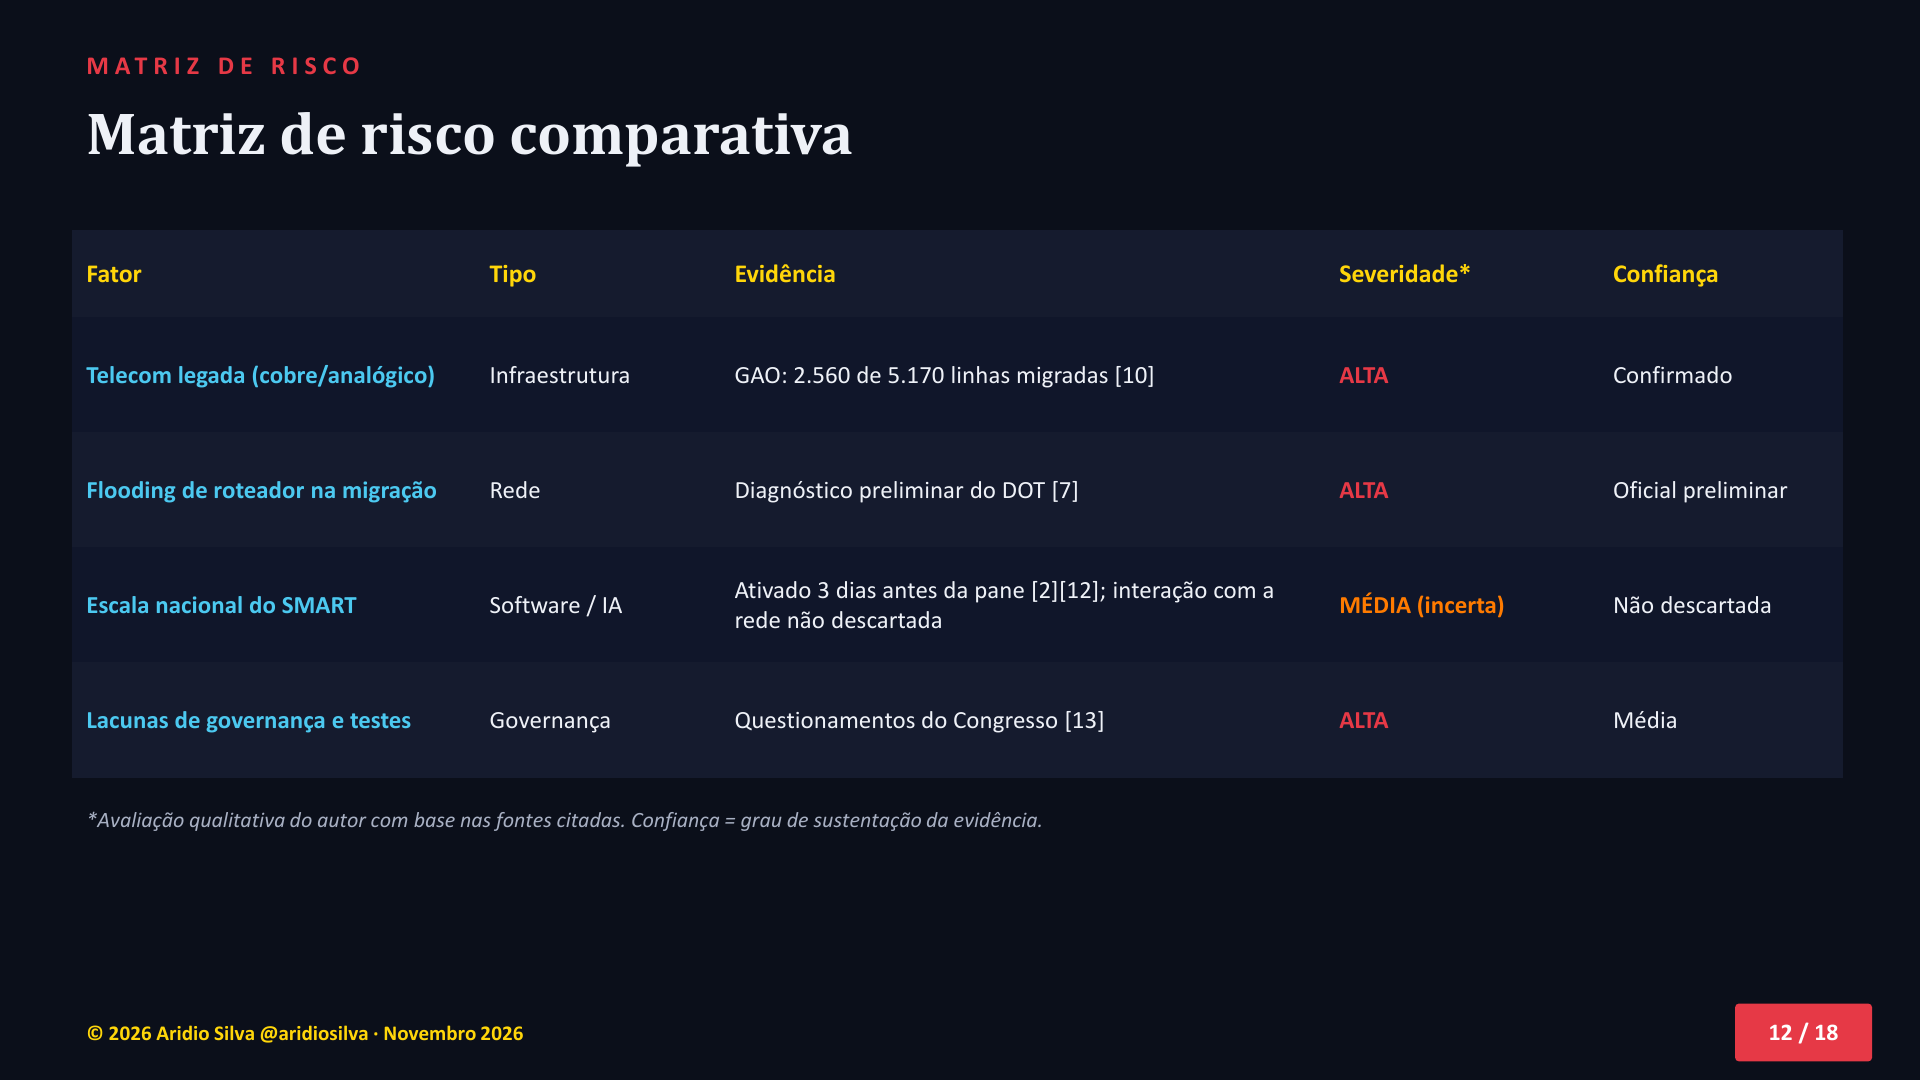 MATRIZ DE RISCO
Matriz de risco comparativa
Fator Tipo Evidência Severidade* Confiança
Telecom legada (cobre/analógico) Infraestrutura GAO: 2.560 de 5.170 linhas migradas [10] ALTA Confirmado
Flooding de roteador na migração Rede Diagnóstico preliminar do DOT [7] ALTA Oficial preliminar
Escala nacional do SMART Software / IA Ativado 3 dias antes da pane [2][12]; interação com a
rede não descartada MÉDIA (incerta) Não descartada
Lacunas de governança e testes Governança Questionamentos do Congresso [13] ALTA Média
*Avaliação qualitativa do autor com base nas fontes citadas. Confiança = grau de sustentação da evidência.
© 2026 Aridio Silva @aridiosilva · Novembro 2026
12 / 18